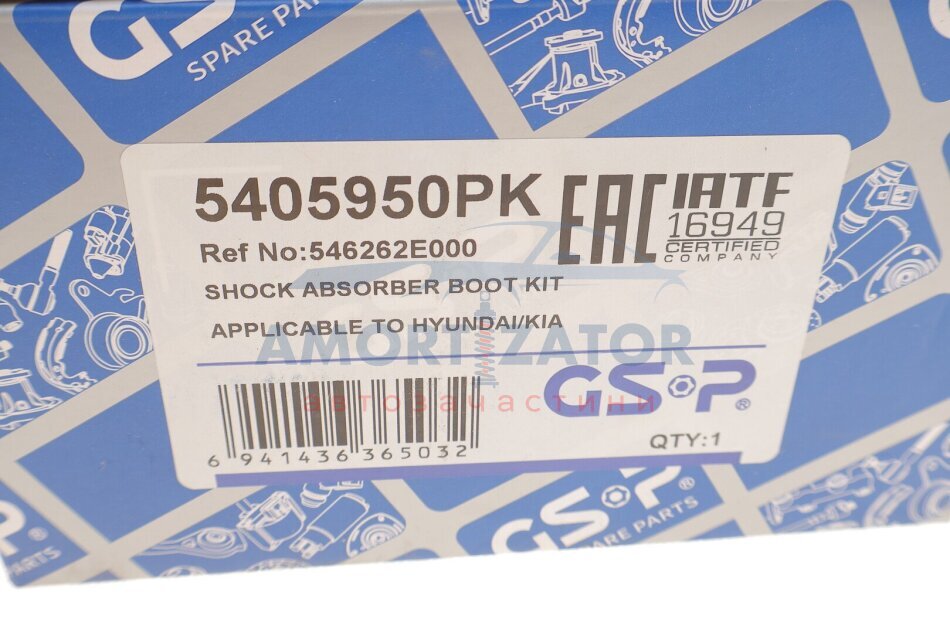 GSP
SPARE PARTS
5405950PK
EAC
IATF
16949
CERTIFIED
COMPANY
Ref No:546262E000
SHOCK ABSORBER BOOT KIT
APPLICABLE TO HYUNDAI/KIA
AMORTIZATOR
автозапчастини
GSP®
6 941436 365032
QTY:1
GSP®
SPARE PARTS
P®
PARTS